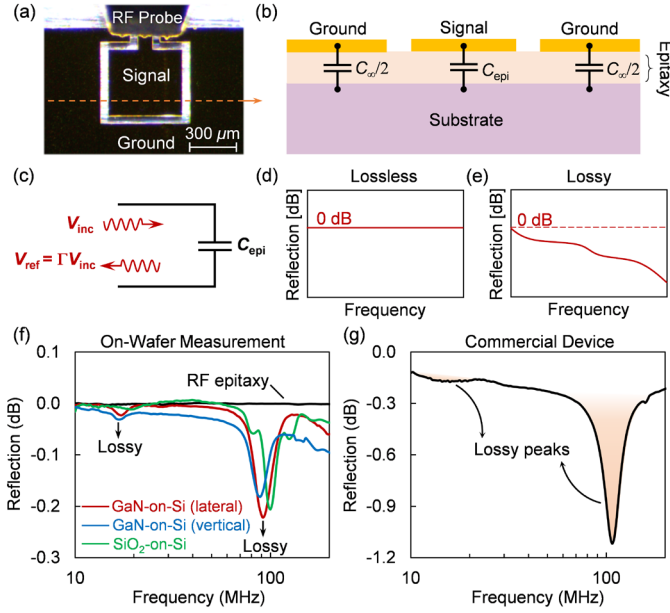 (a)
RF Probe
Signal
Ground
300 μm
(b)
Ground
Signal
Ground
C∞/2
Cepi
C∞/2
Epitaxy
Substrate
(c)
Vinc
Vref = ΓVinc
Cepi
(d)
Lossless
0 dB
Reflection [dB]
Frequency
(e)
Lossy
0 dB
Reflection [dB]
Frequency
(f)
On-Wafer Measurement
0.1
0.0
-0.1
-0.2
-0.3
Reflection (dB)
RF epitaxy
Lossy
GaN-on-Si (lateral)
GaN-on-Si (vertical)
SiO2-on-Si
Lossy
10
100
Frequency (MHz)
(g)
Commercial Device
0.0
-0.3
-0.6
-0.9
-1.2
Reflection (dB)
Lossy peaks
10
100
Frequency (MHz)